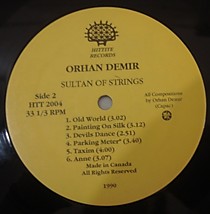 HITTITE
RECORDS
ORHAN DEMIR
SULTAN OF STRINGS
Side 2
HTT 2004
33 1/3 RPM
All Compositions
by Orhan Demir
(Capac)
1. Old World (3.02)
2. Painting On Silk (3.12)
3. Devils Dance (2.51)
4. Parking Meter* (3.40)
5. Taxim (4.00)
6. Anne (3.07)
Made in Canada
All Rights Reserved
1990